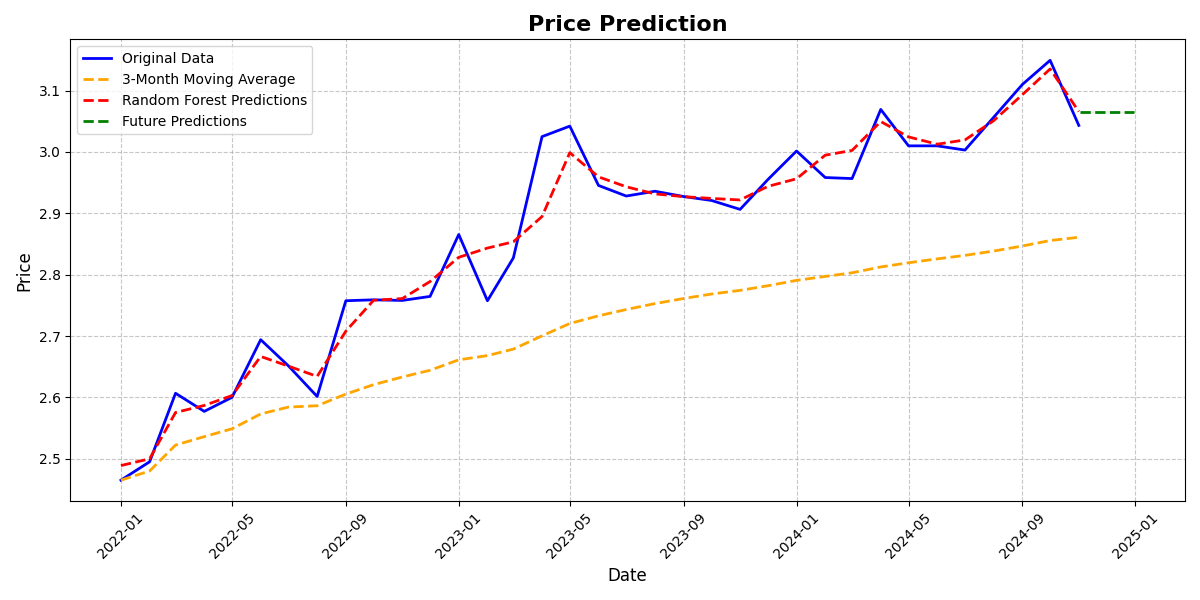 Price Prediction
Original Data
3-Month Moving Average
Random Forest Predictions
Future Predictions
3.1
3.0
2.9
2.8
2.7
2.6
2.5
Price
2022-01
2022-05
2022-09
2023-01
2023-05
2023-09
2024-01
2024-05
2024-09
2025-01
Date